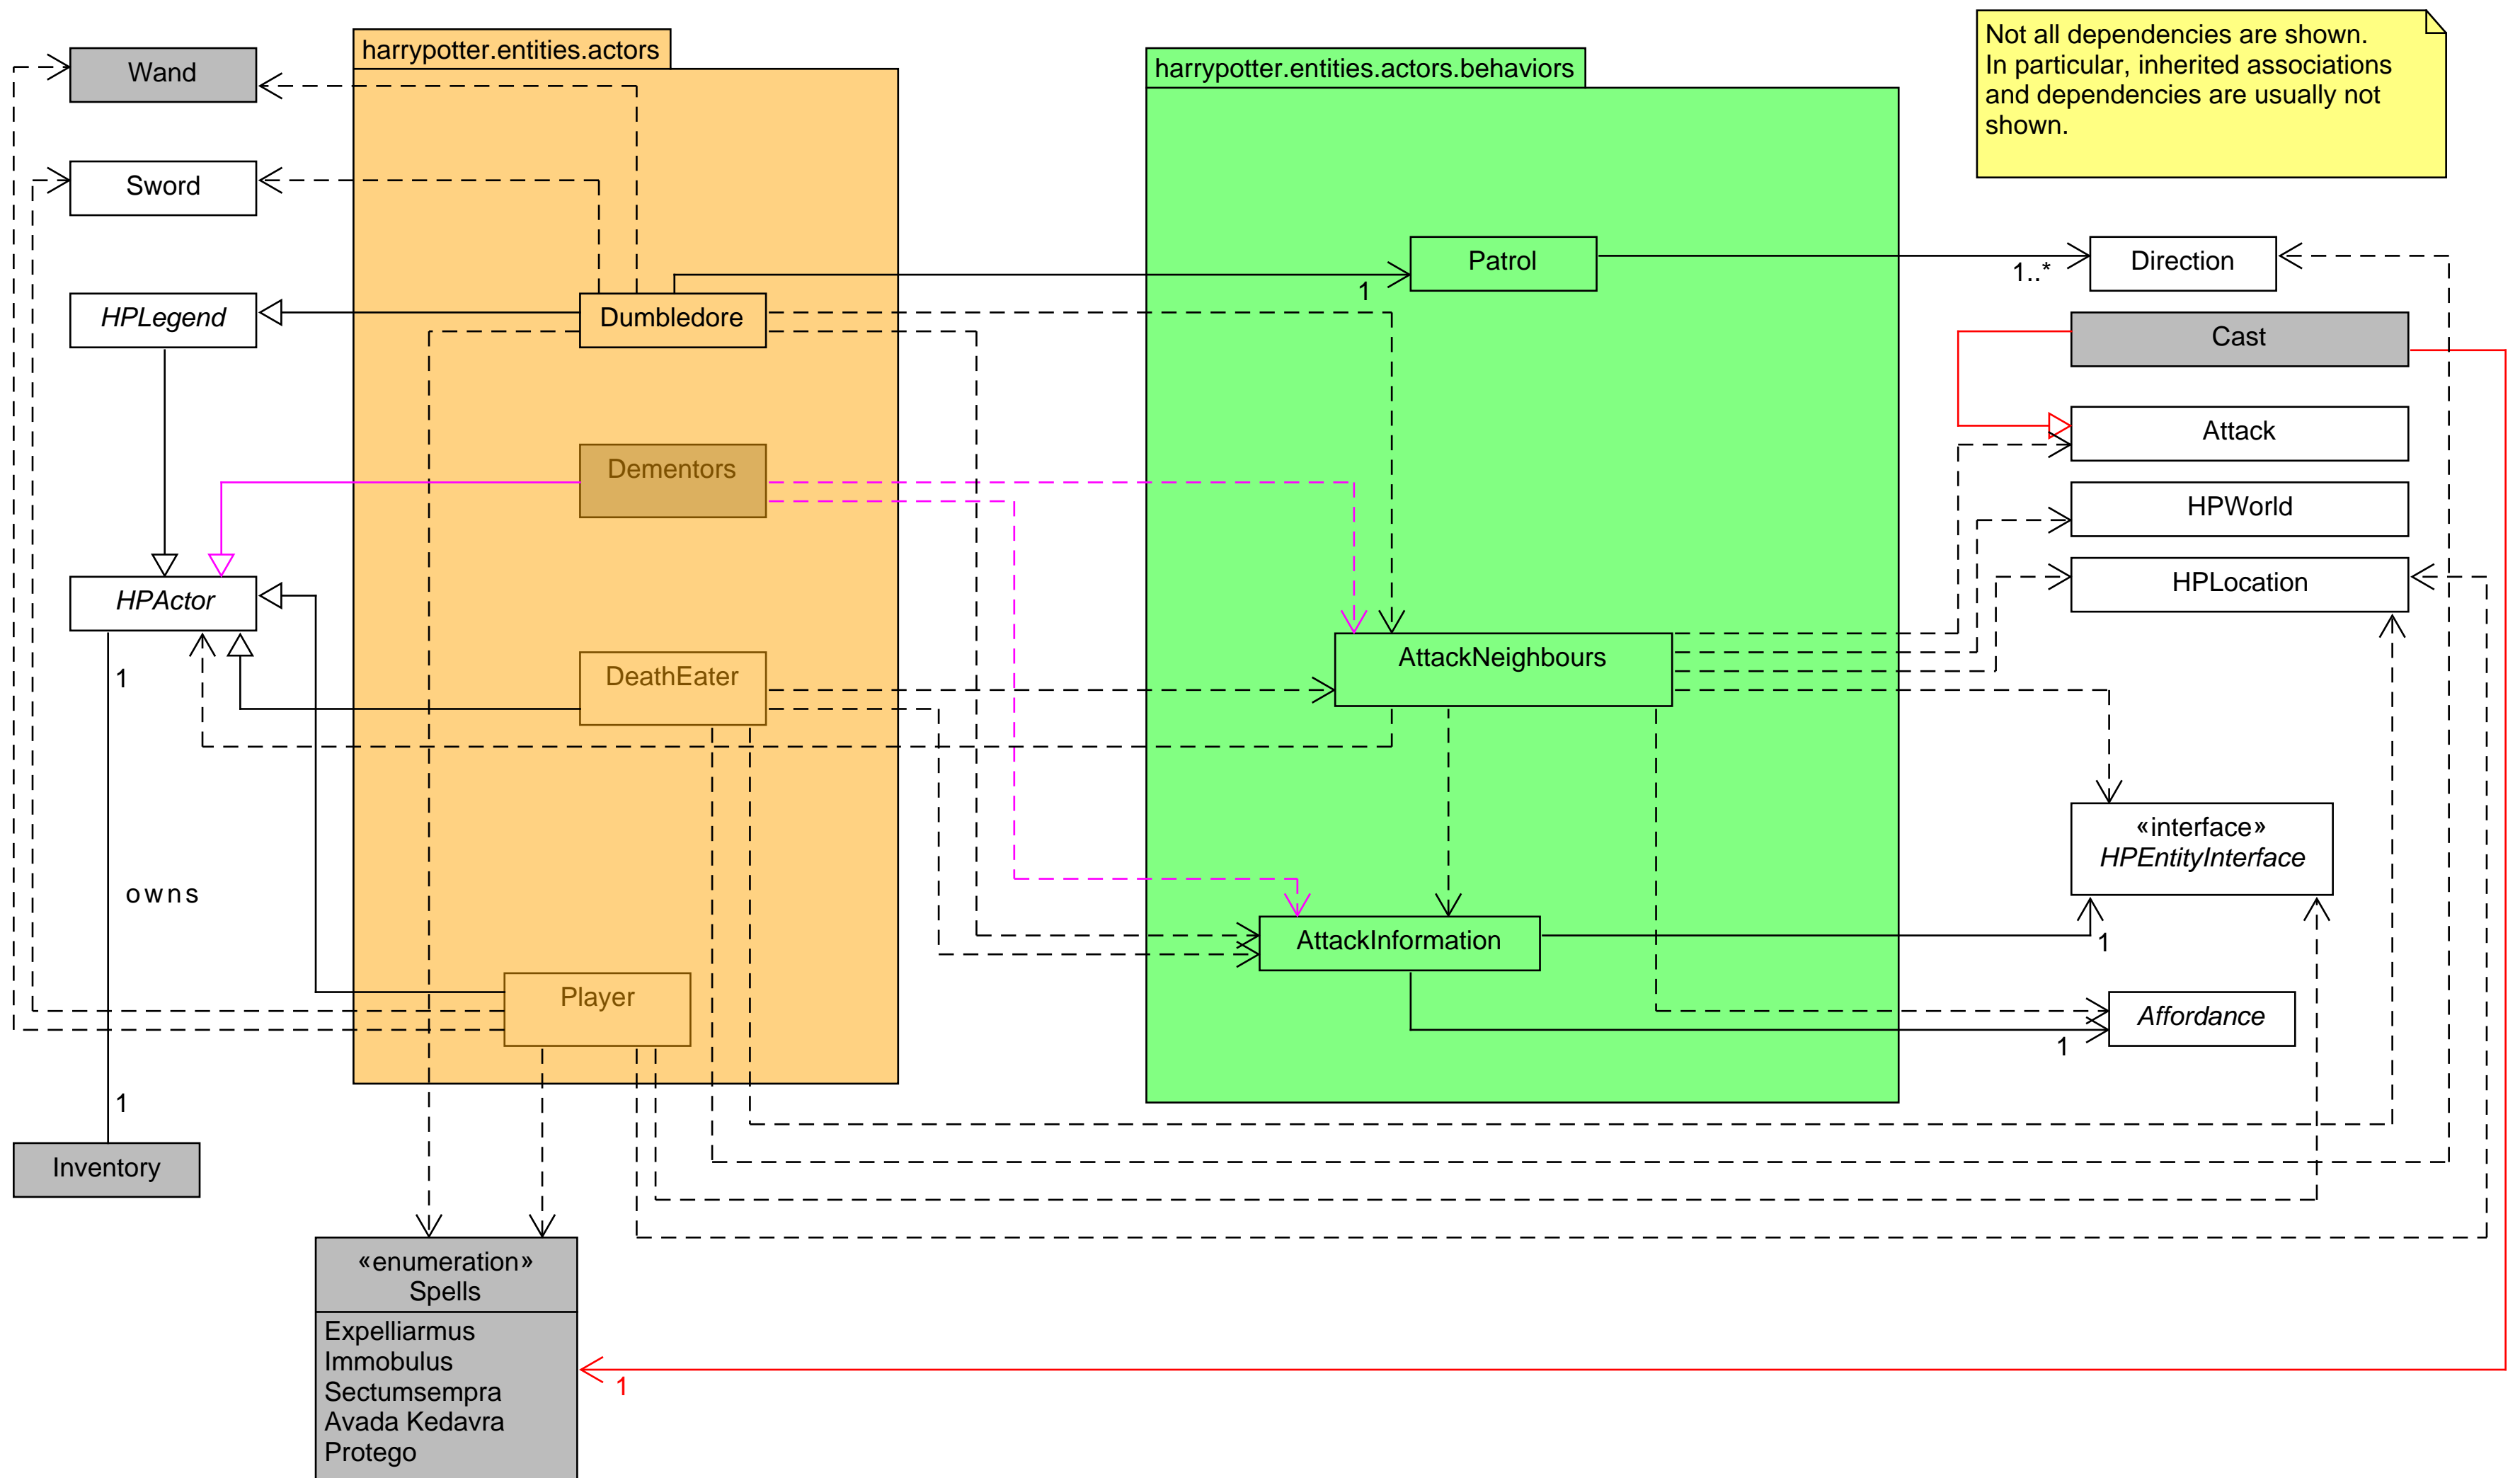 harrypotter.entities.actors
harrypotter.entities.actors.behaviors
Not all dependencies are shown.
In particular, inherited associations
and dependencies are usually not
shown.
Wand
Sword
Patrol
1
Direction
1..*
HPLegend
Dumbledore
Cast
Attack
Dementors
HPWorld
HPLocation
HPActor
1
DeathEater
AttackNeighbours
owns
«interface»
HPEntityInterface
AttackInformation
1
Player
Affordance
1
1
Inventory
«enumeration»
Spells
Expelliarmus
Immobulus
Sectumsempra
Avada Kedavra
Protego
1